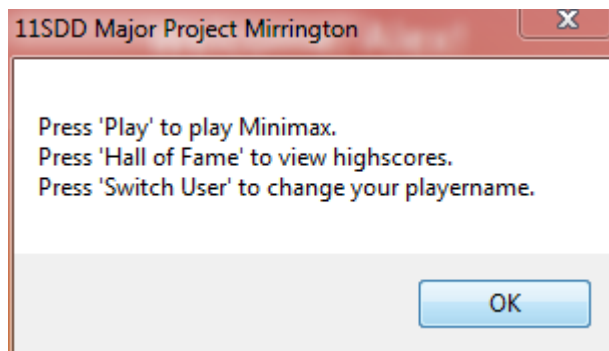 11SDD Major Project Mirrington
Press 'Play' to play Minimax.
Press 'Hall of Fame' to view highscores.
Press 'Switch User' to change your playername.
OK